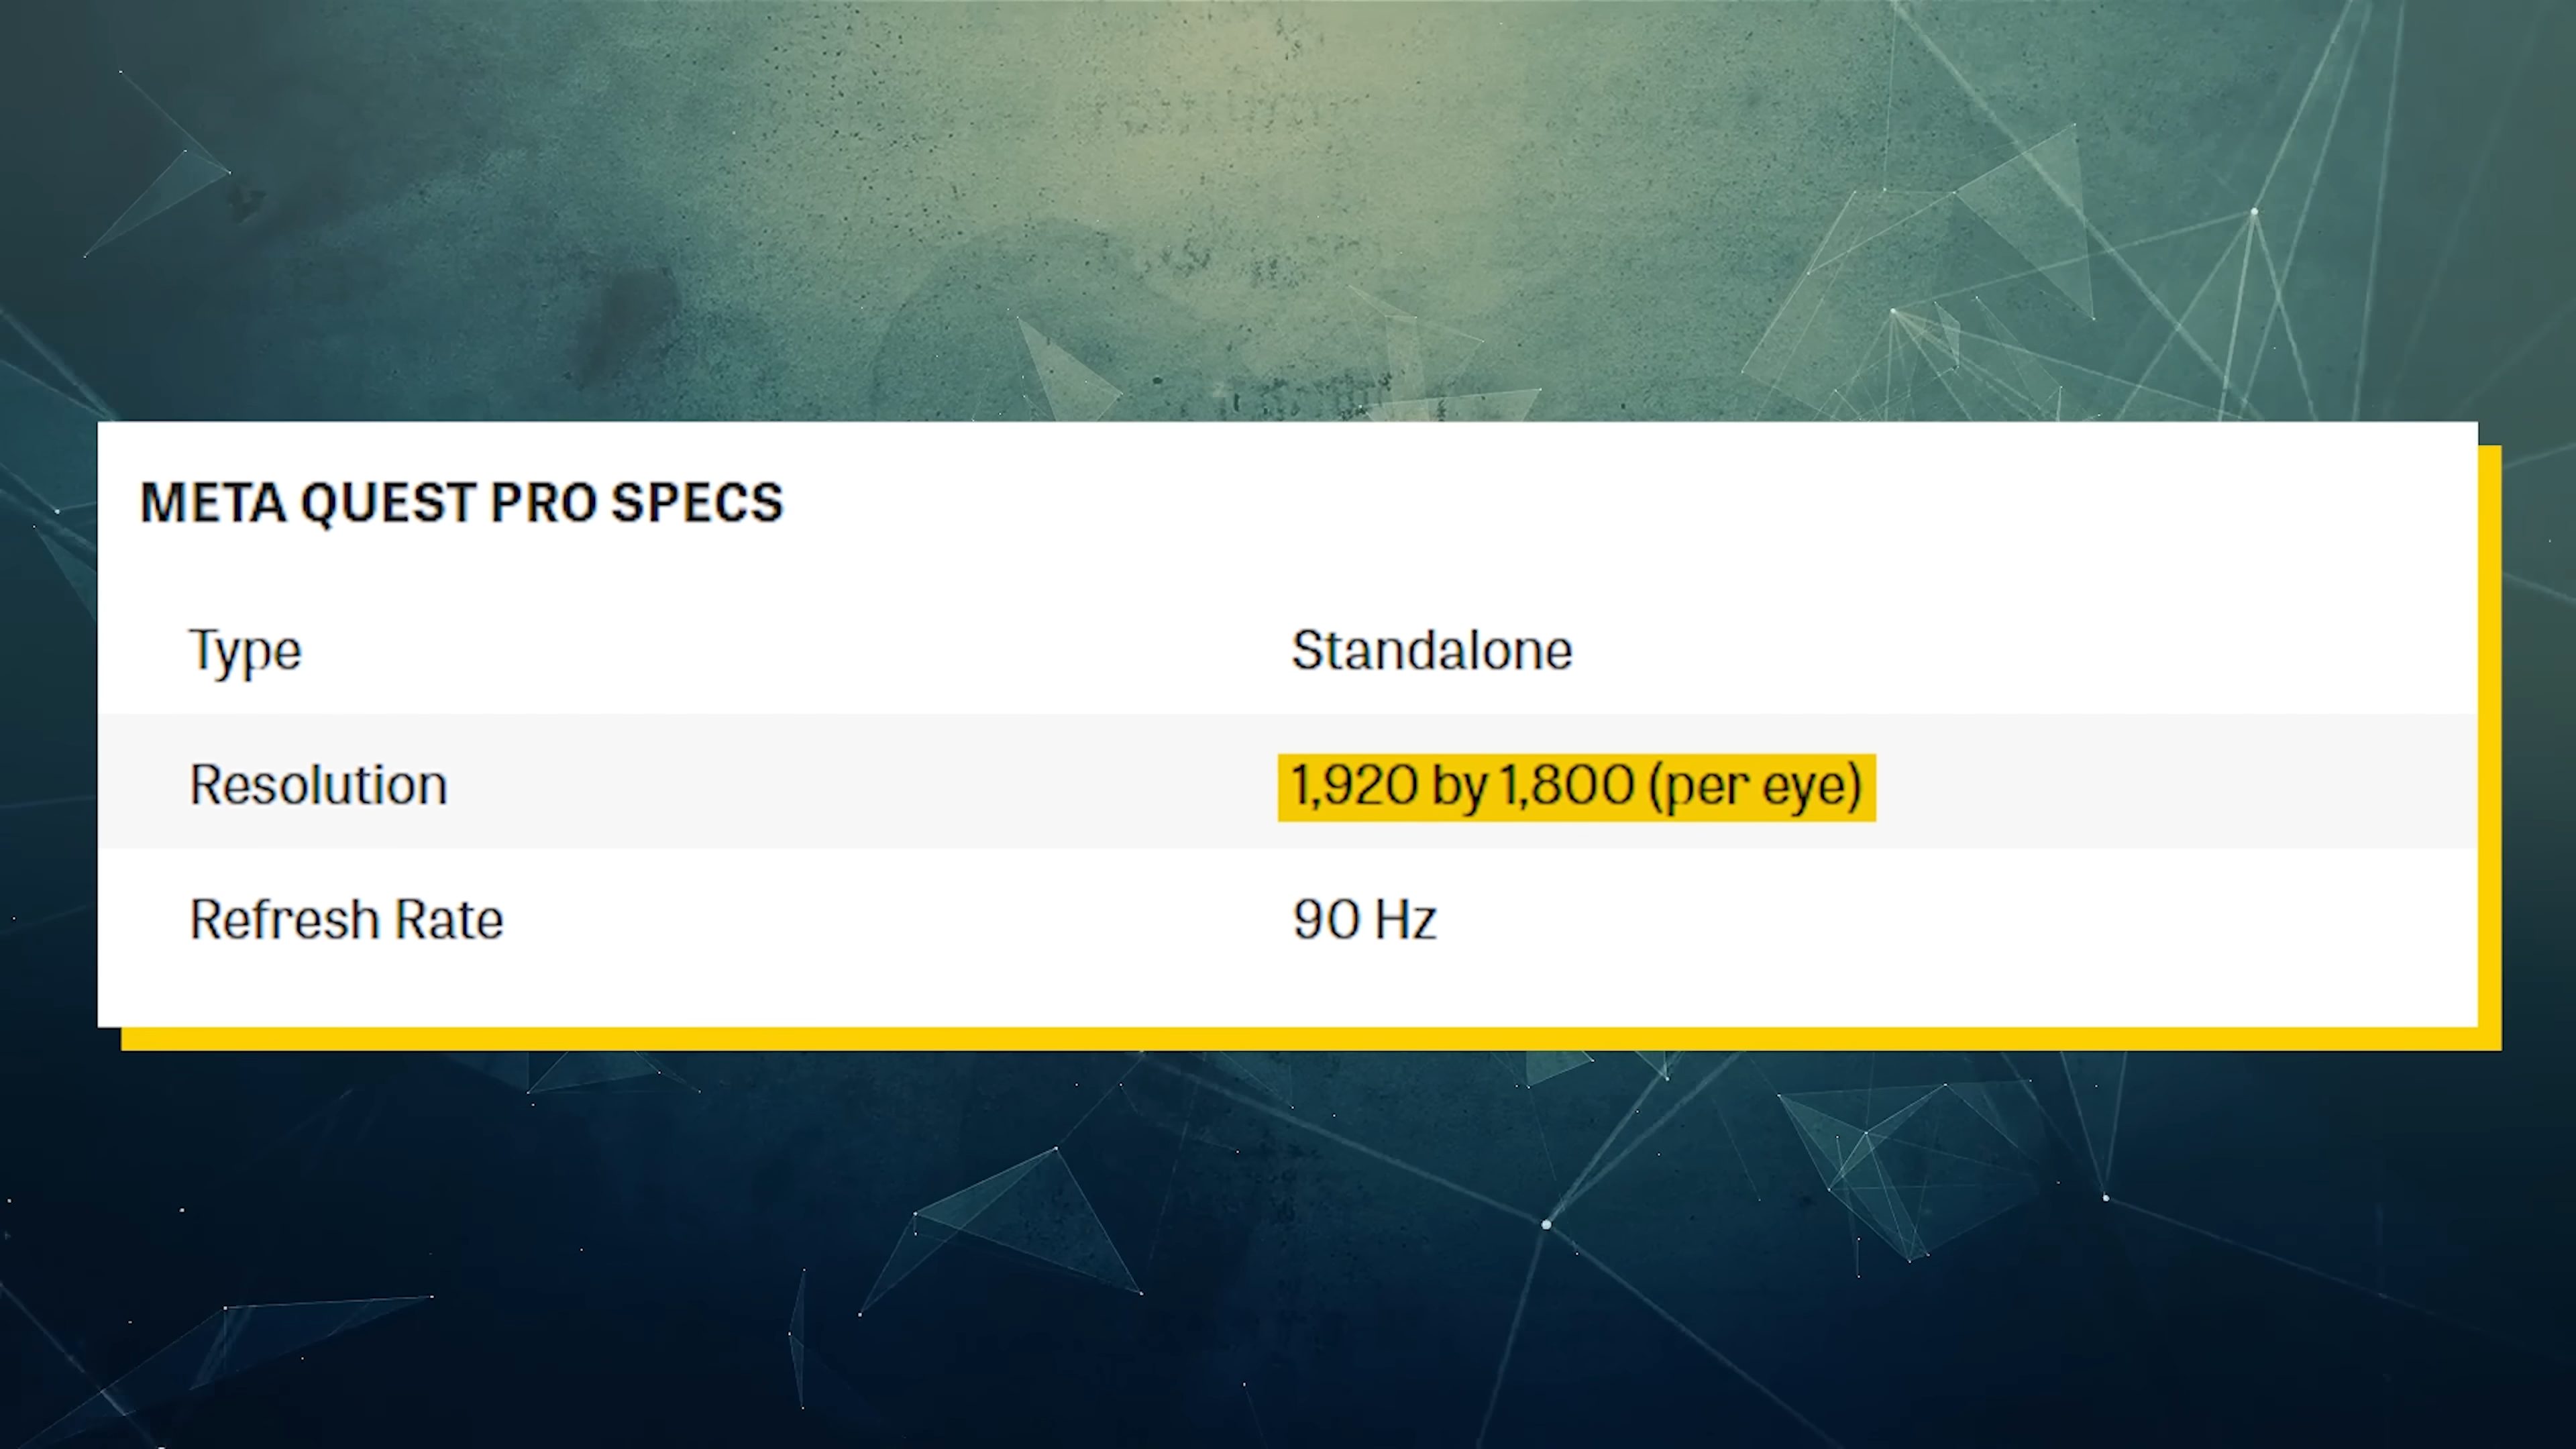 META QUEST PRO SPECS
Type Standalone
Resolution 1,920 by 1,800 (per eye)
Refresh Rate 90 Hz